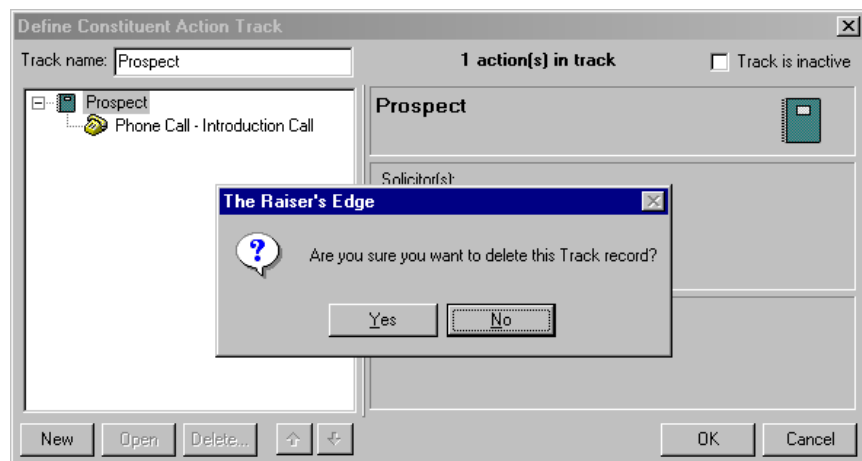 Define Constituent Action Track
Track name: Prospect 1 action(s) in track Track is inactive
Prospect
Phone Call - Introduction Call
Prospect
Solicitor(s):
The Raiser's Edge
Are you sure you want to delete this Track record?
Yes No
New Open Delete... OK Cancel